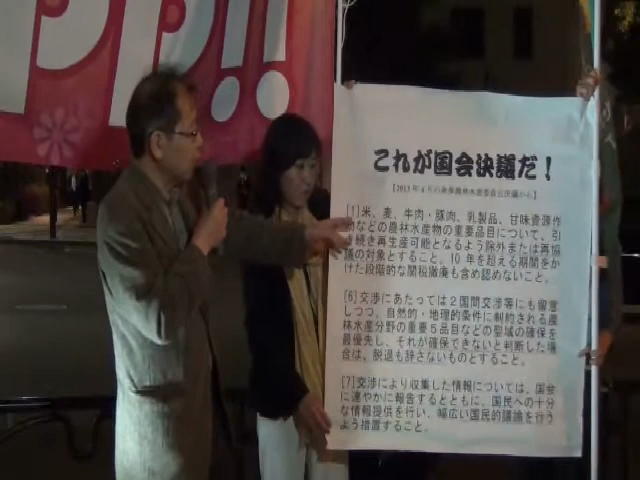 PP!!
これが国会決議だ!
【2013年4月の衆参農林水産委員会決議から】
[1]米、麦、牛肉・豚肉、乳製品、甘味資源作
物などの農林水産物の重要品目について、引
き続き再生産可能となるよう除外または再協
議の対象とすること。10年を超える期間をか
けた段階的な関税撤廃も含め認めないこと。
[6]交渉にあたっては2国間交渉等にも留意
しつつ、自然的・地理的条件に制約される農
林水産分野の重要5品目などの聖域の確保を
最優先し、それが確保できないと判断した場
合は、脱退も辞さないものとすること。
[7]交渉により収集した情報については、国会
に速やかに報告するとともに、国民への十分
な情報提供を行い、幅広い国民的議論を行う
よう措置すること。